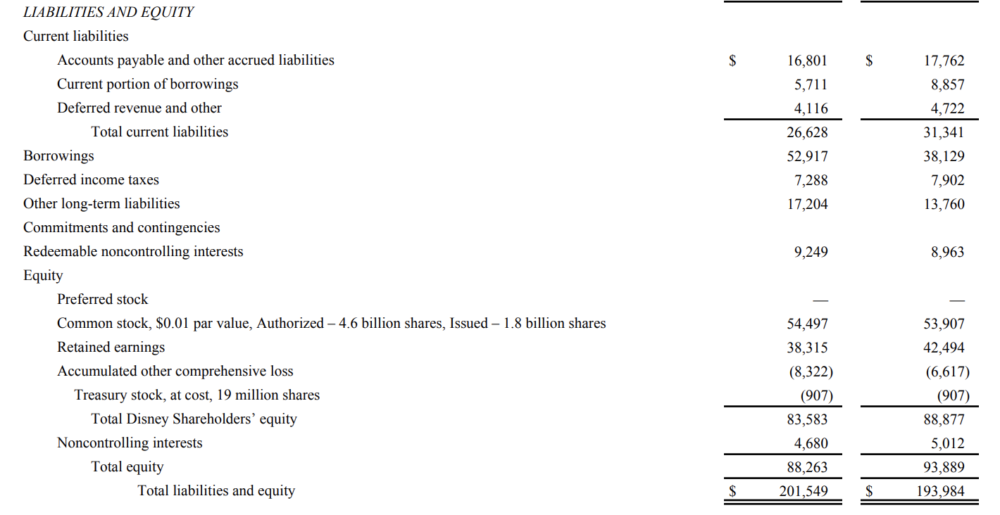 LIABILITIES AND EQUITY
Current liabilities
Accounts payable and other accrued liabilities $ 16,801 $ 17,762
Current portion of borrowings 5,711 8,857
Deferred revenue and other 4,116 4,722
Total current liabilities 26,628 31,341
Borrowings 52,917 38,129
Deferred income taxes 7,288 7,902
Other long-term liabilities 17,204 13,760
Commitments and contingencies
Redeemable noncontrolling interests 9,249 8,963
Equity
Preferred stock — —
Common stock, $0.01 par value, Authorized – 4.6 billion shares, Issued – 1.8 billion shares 54,497 53,907
Retained earnings 38,315 42,494
Accumulated other comprehensive loss (8,322) (6,617)
Treasury stock, at cost, 19 million shares (907) (907)
Total Disney Shareholders’ equity 83,583 88,877
Noncontrolling interests 4,680 5,012
Total equity 88,263 93,889
Total liabilities and equity $ 201,549 $ 193,984